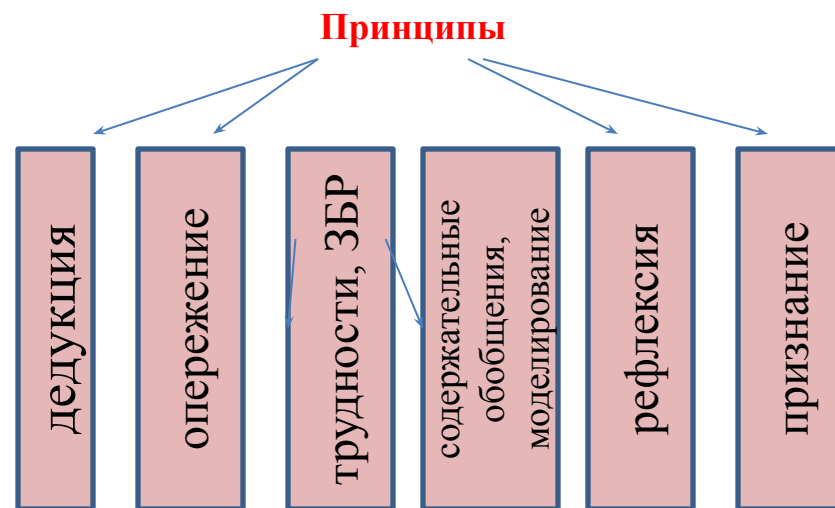 Принципы
дедукция
опережение
трудности, ЗБР
содержательные
обобщения,
моделирование
рефлексия
признание